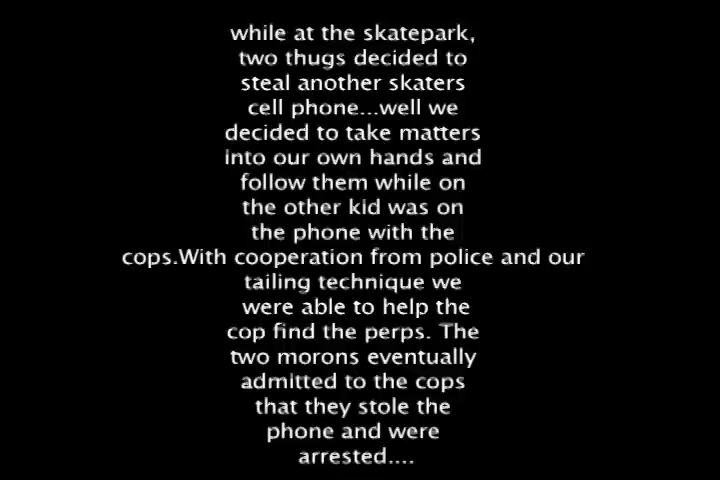 while at the skatepark,
two thugs decided to
steal another skaters
cell phone...well we
decided to take matters
into our own hands and
follow them while on
the other kid was on
the phone with the
cops.With cooperation from police and our
tailing technique we
were able to help the
cop find the perps. The
two morons eventually
admitted to the cops
that they stole the
phone and were
arrested....